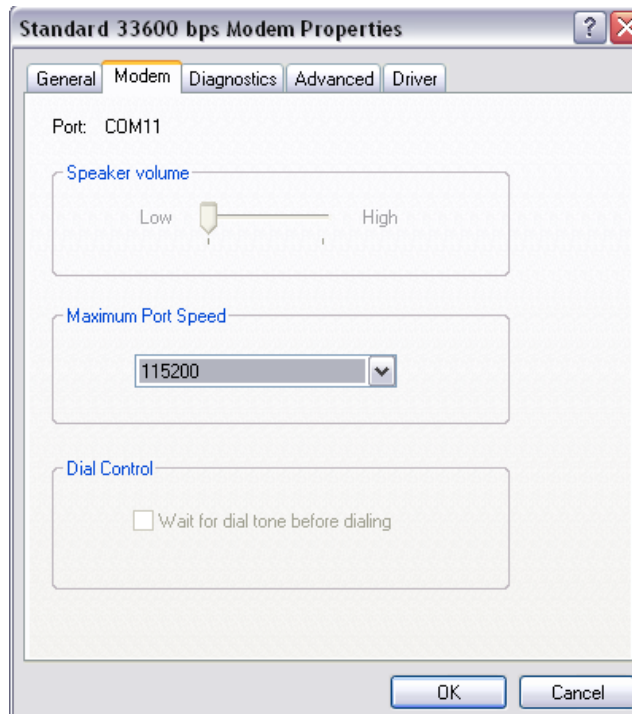 Standard 33600 bps Modem Properties
General Modem Diagnostics Advanced Driver
Port: COM11
Speaker volume
Low High
Maximum Port Speed
115200
Dial Control
Wait for dial tone before dialing
OK Cancel